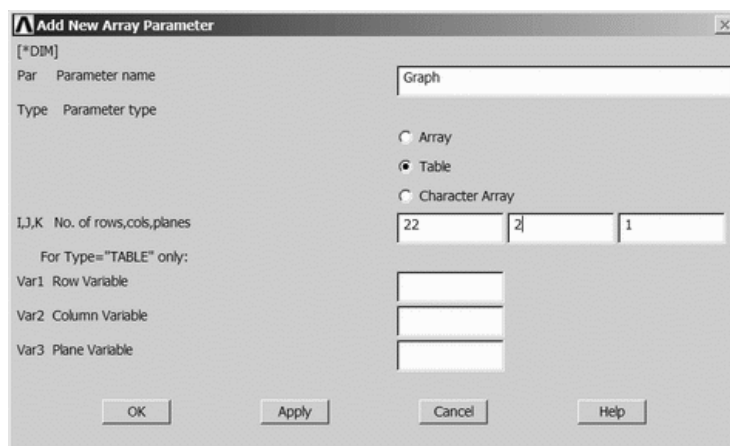 Add New Array Parameter
[*DIM]
Par Parameter name Graph
Type Parameter type
Array
Table
Character Array
I,J,K No. of rows,cols,planes 22 2 1
For Type="TABLE" only:
Var1 Row Variable
Var2 Column Variable
Var3 Plane Variable
OK Apply Cancel Help